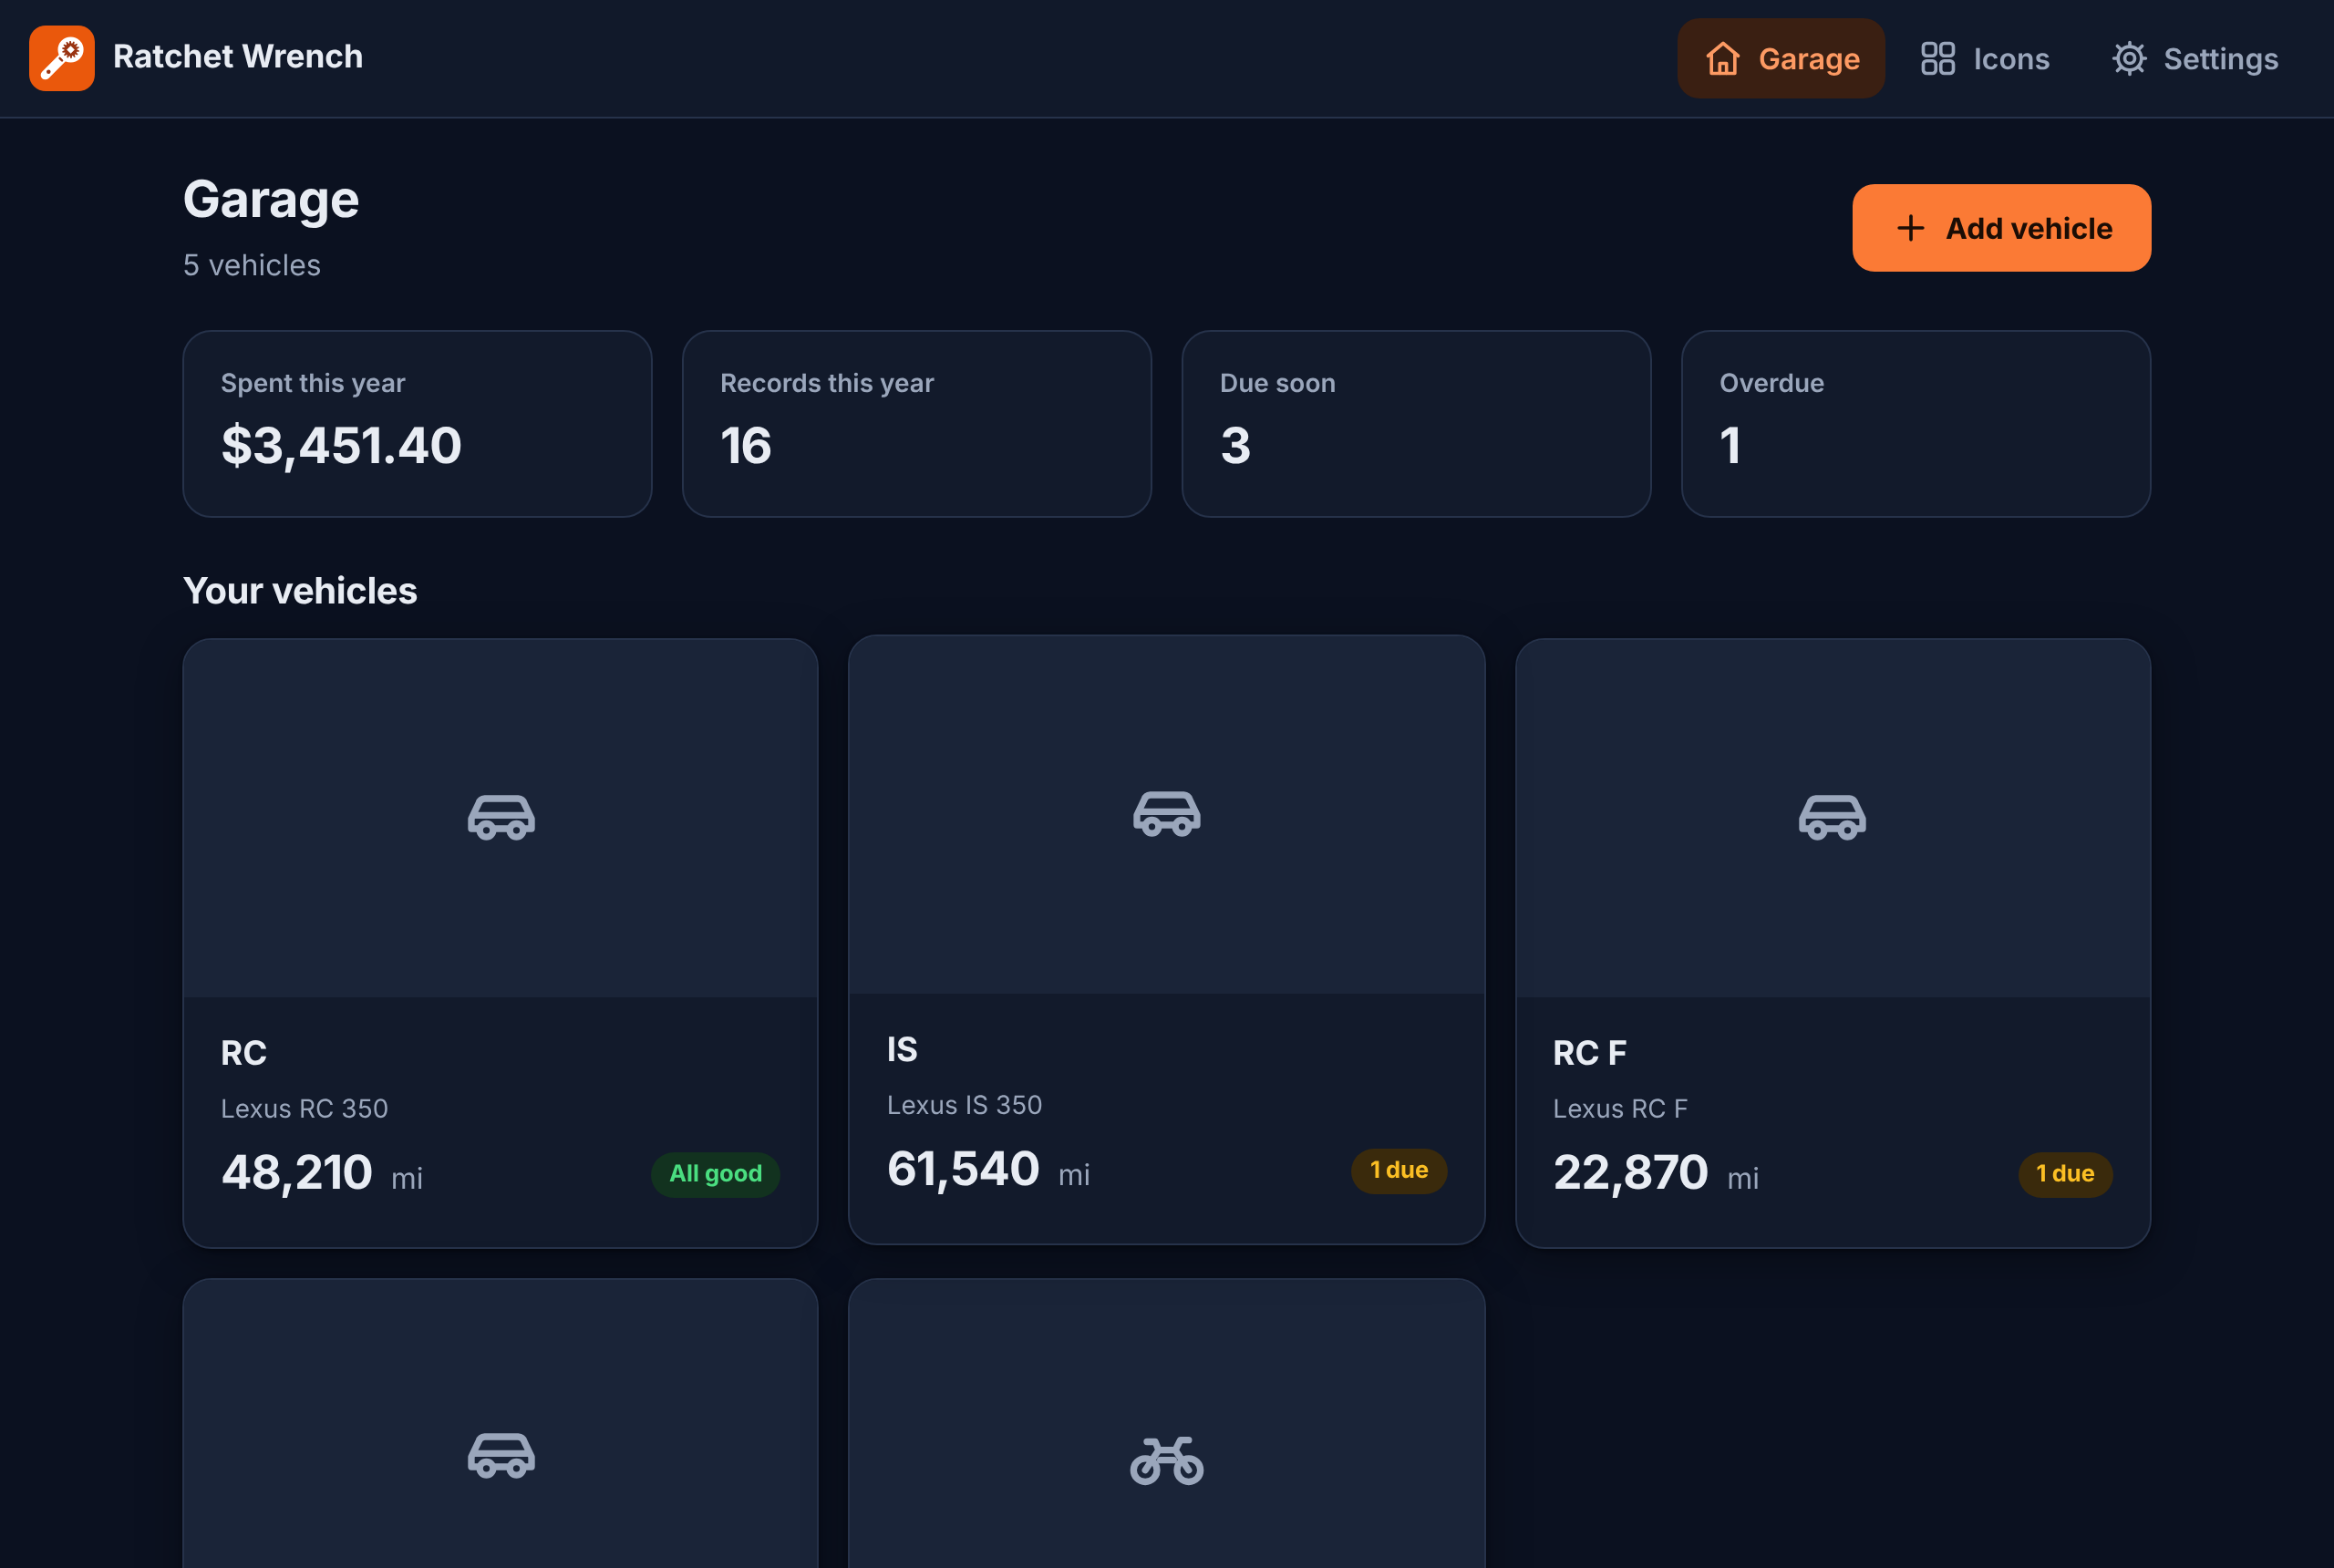 Ratchet Wrench
Garage
Icons
Settings
Garage
5 vehicles
Add vehicle
Spent this year
$3,451.40
Records this year
16
Due soon
3
Overdue
1
Your vehicles
RC
Lexus RC 350
48,210 mi
All good
IS
Lexus IS 350
61,540 mi
1 due
RC F
Lexus RC F
22,870 mi
1 due